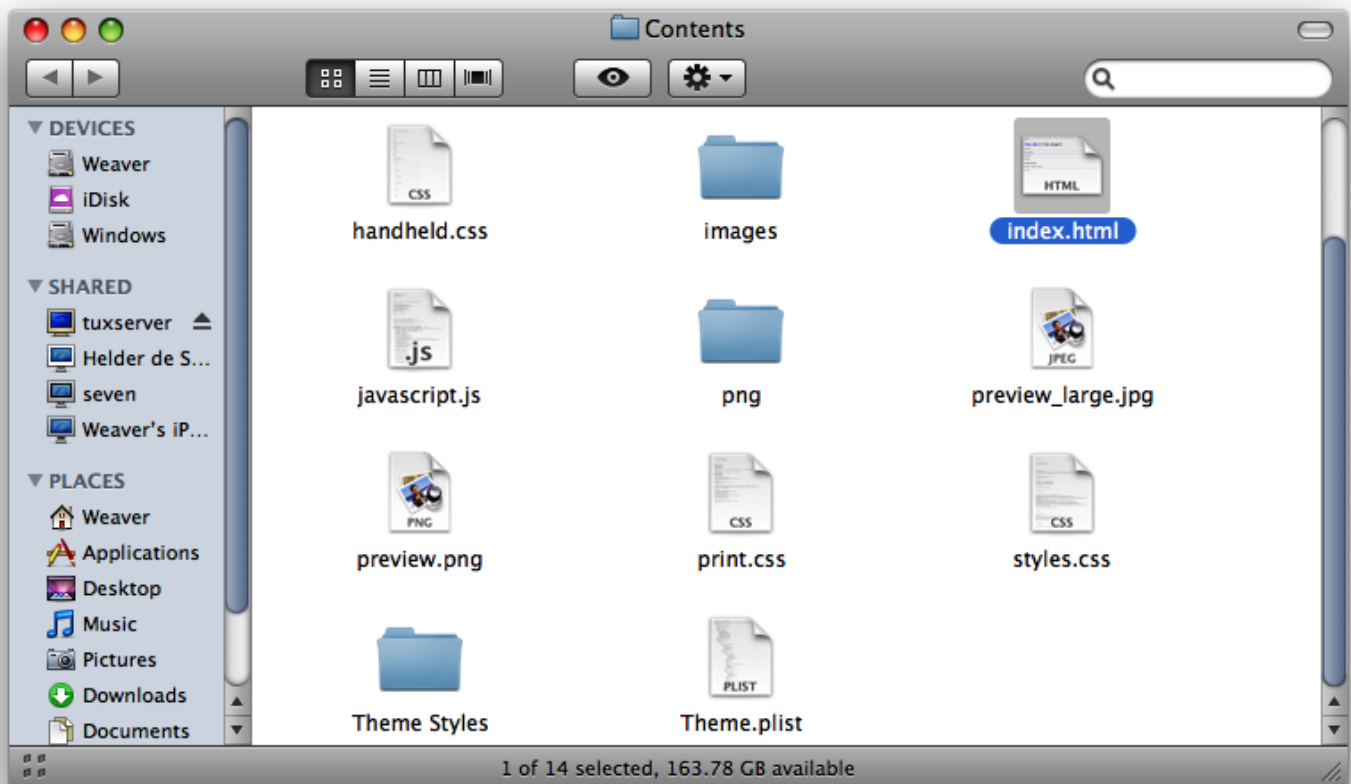 Contents
DEVICES
Weaver
iDisk
Windows
SHARED
tuxserver
Helder de S...
seven
Weaver's iP...
PLACES
Weaver
Applications
Desktop
Music
Pictures
Downloads
Documents
CSS
HTML
handheld.css
images
index.html
.js
JPEG
javascript.js
png
preview_large.jpg
PNG
CSS
CSS
preview.png
print.css
styles.css
PLIST
Theme Styles
Theme.plist
1 of 14 selected, 163.78 GB available